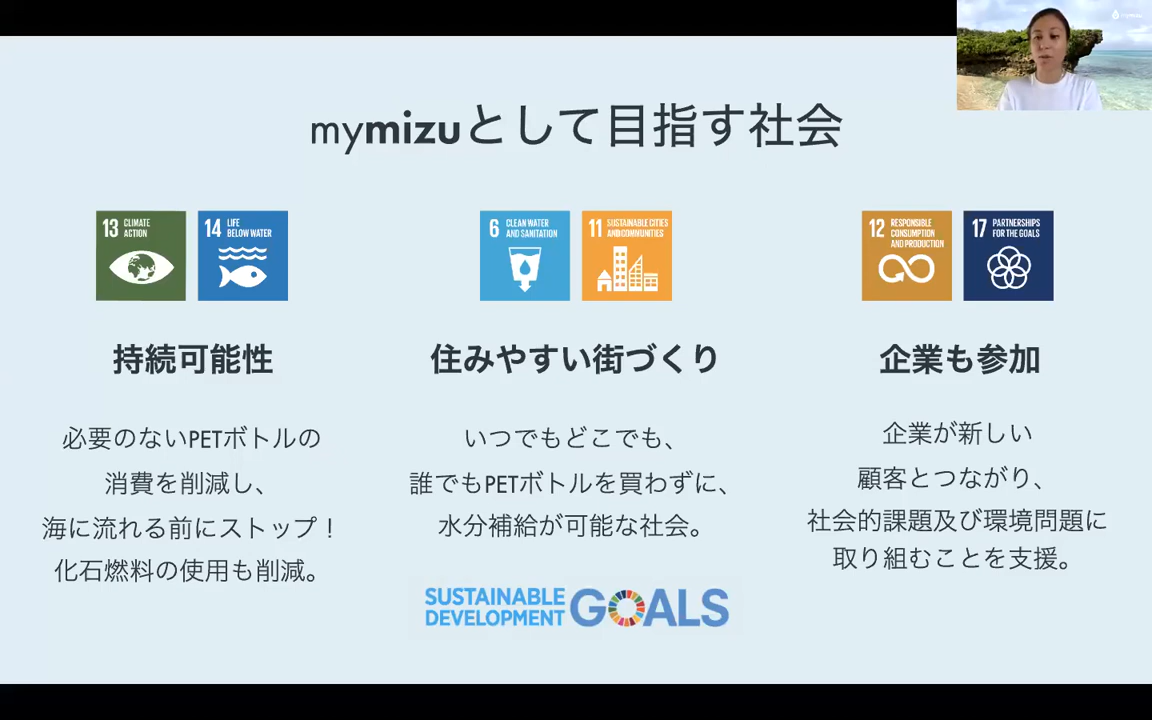 mymizu
mymizuとして目指す社会
13 CLIMATE
ACTION
14 LIFE
BELOW WATER
6 CLEAN WATER
AND SANITATION
11 SUSTAINABLE CITIES
AND COMMUNITIES
12 RESPONSIBLE
CONSUMPTION
AND PRODUCTION
17 PARTNERSHIPS
FOR THE GOALS
持続可能性
必要のないPETボトルの
消費を削減し、
海に流れる前にストップ！
化石燃料の使用も削減。
住みやすい街づくり
いつでもどこでも、
誰でもPETボトルを買わずに、
水分補給が可能な社会。
企業も参加
企業が新しい
顧客とつながり、
社会的課題及び環境問題に
取り組むことを支援。
SUSTAINABLE
DEVELOPMENT
GOALS